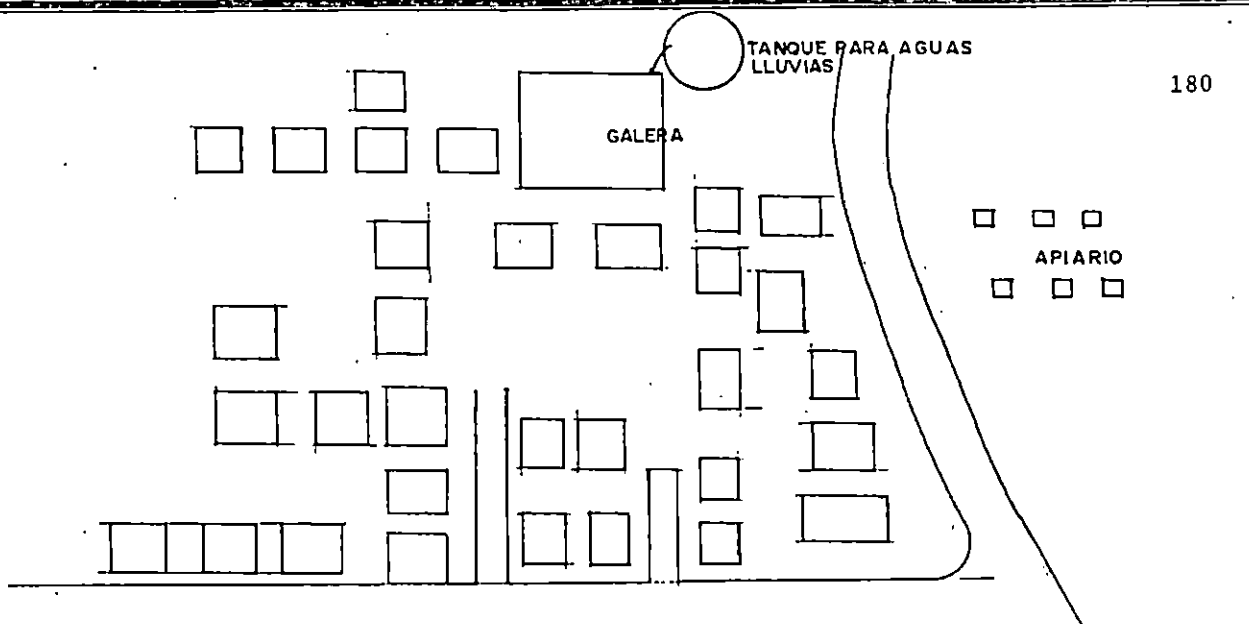 TANQUE PARA AGUAS
LLUVIAS
180
GALERA
APIARIO